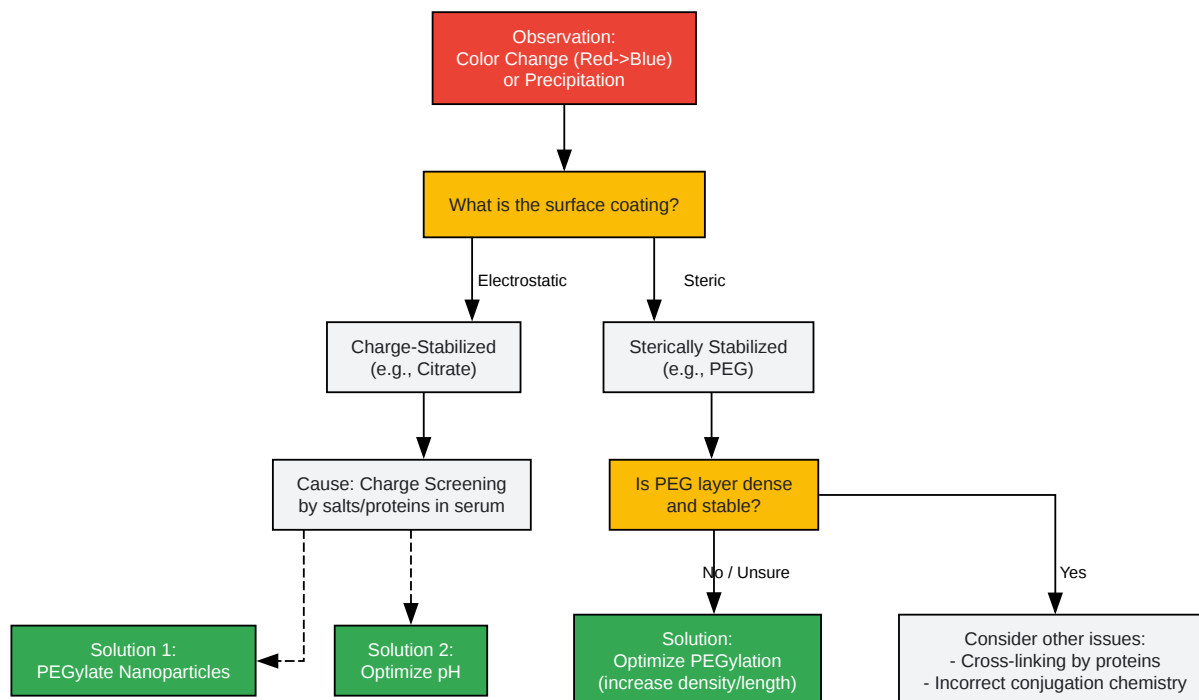 Observation:
Color Change (Red->Blue)
or Precipitation
What is the surface coating?
Electrostatic
Steric
Charge-Stabilized
(e.g., Citrate)
Sterically Stabilized
(e.g., PEG)
Cause: Charge Screening
by salts/proteins in serum
Is PEG layer dense
and stable?
No / Unsure
Yes
Solution 1:
PEGylate Nanoparticles
Solution 2:
Optimize pH
Solution:
Optimize PEGylation
(increase density/length)
Consider other issues:
- Cross-linking by proteins
- Incorrect conjugation chemistry